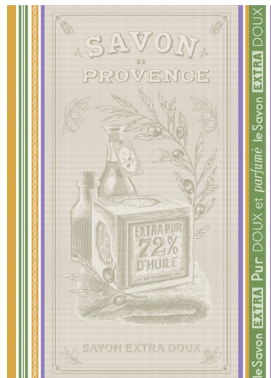 SAVON
DE
PROVENCE
EXTRA PUR
72%
D'HUILE
SAVON EXTRA DOUX
le Savon EXTRA Pur DOUX et parfumé le Savon EXTRA DOUX